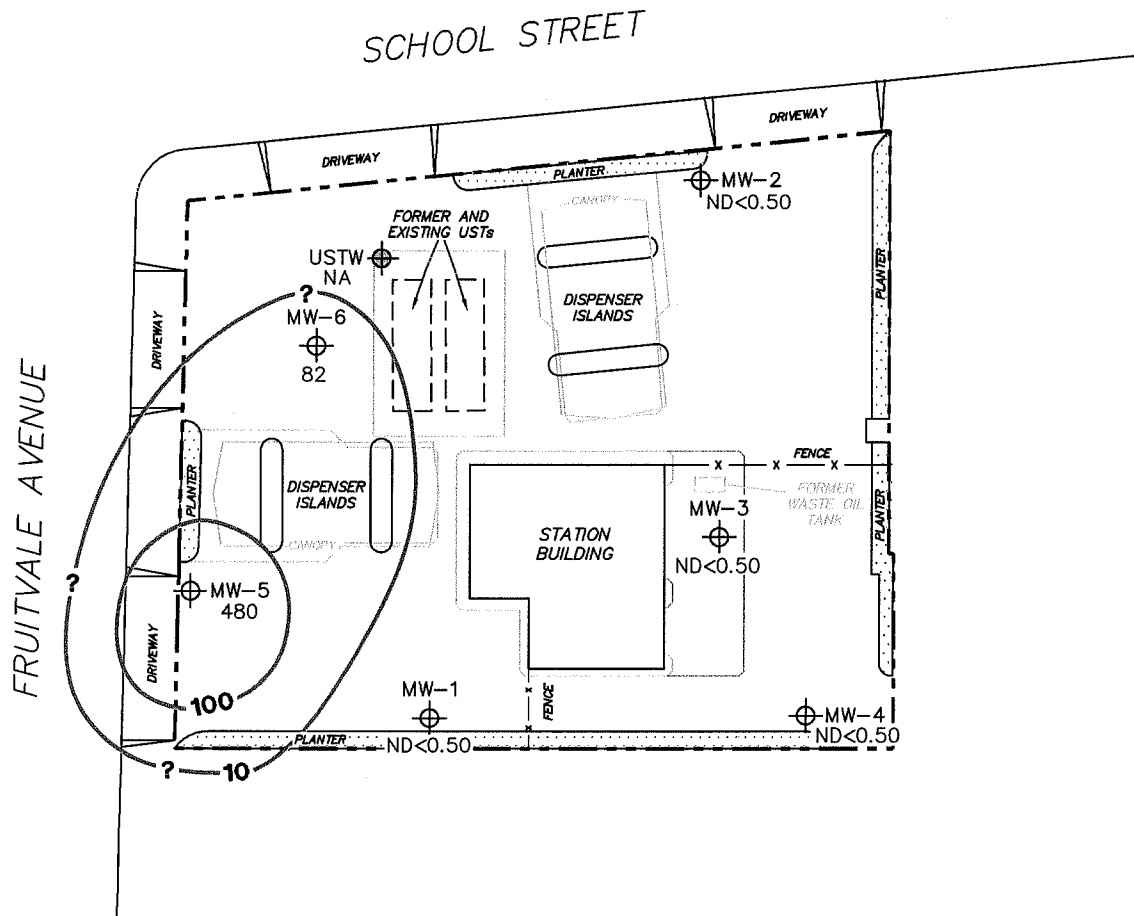 SCHOOL STREET
DRIVEWAY
DRIVEWAY
PLANTER
MW-2
ND<0.50
CANOPY
FORMER AND
EXISTING USTs
USTW
NA
DISPENSER
ISLANDS
PLANTER
?
MW-6
82
DRIVEWAY
FRUITVALE AVENUE
PLANTER
DISPENSER
ISLANDS
CANOPY
x x x
FENCE
FORMER
WASTE OIL
TANK
PLANTER
MW-3
ND<0.50
STATION
BUILDING
?
MW-5
480
DRIVEWAY
100
MW-1
ND<0.50
x
FENCE
x
MW-4
ND<0.50
PLANTER
?
10